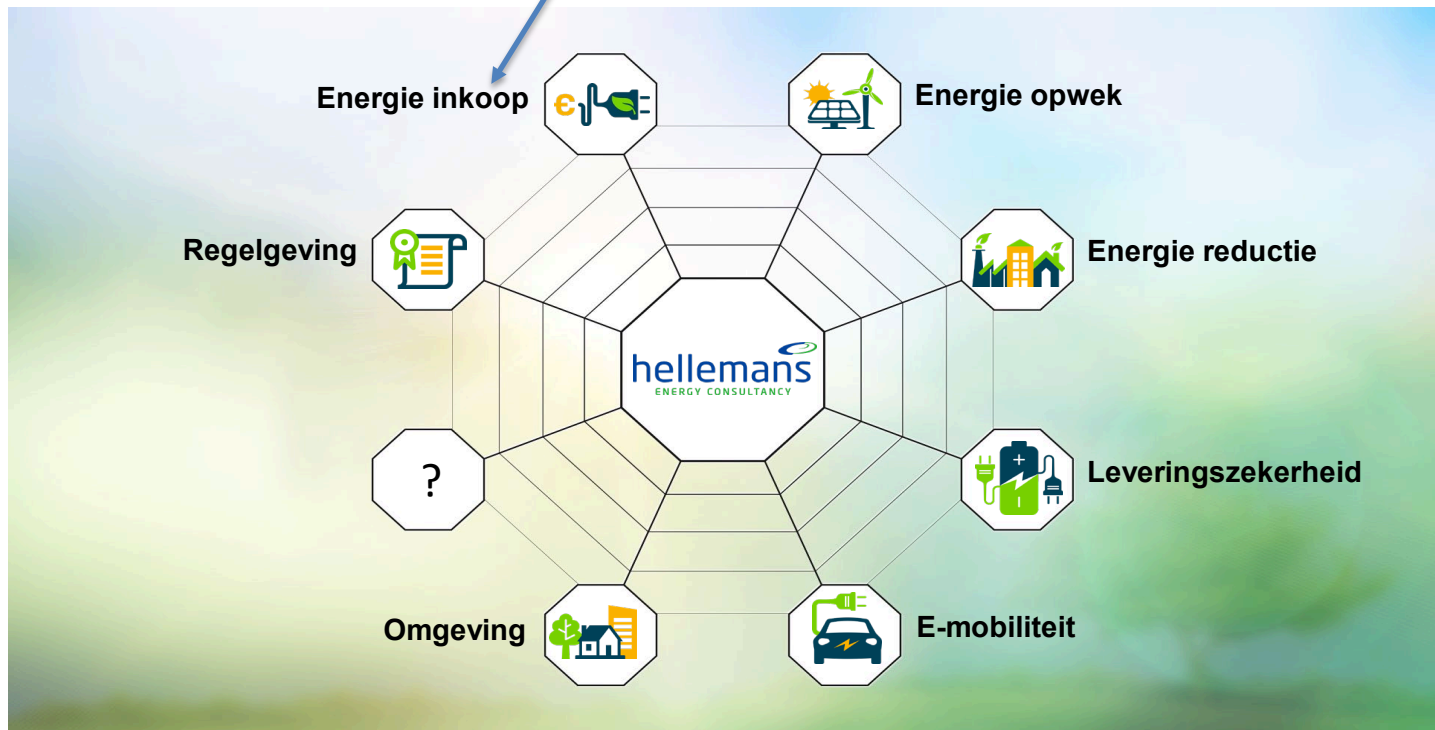 Energie inkoop
€
Energie opwek
Regelgeving
Energie reductie
hellemans
ENERGY CONSULTANCY
?
+
Leveringszekerheid
Omgeving
E-mobiliteit